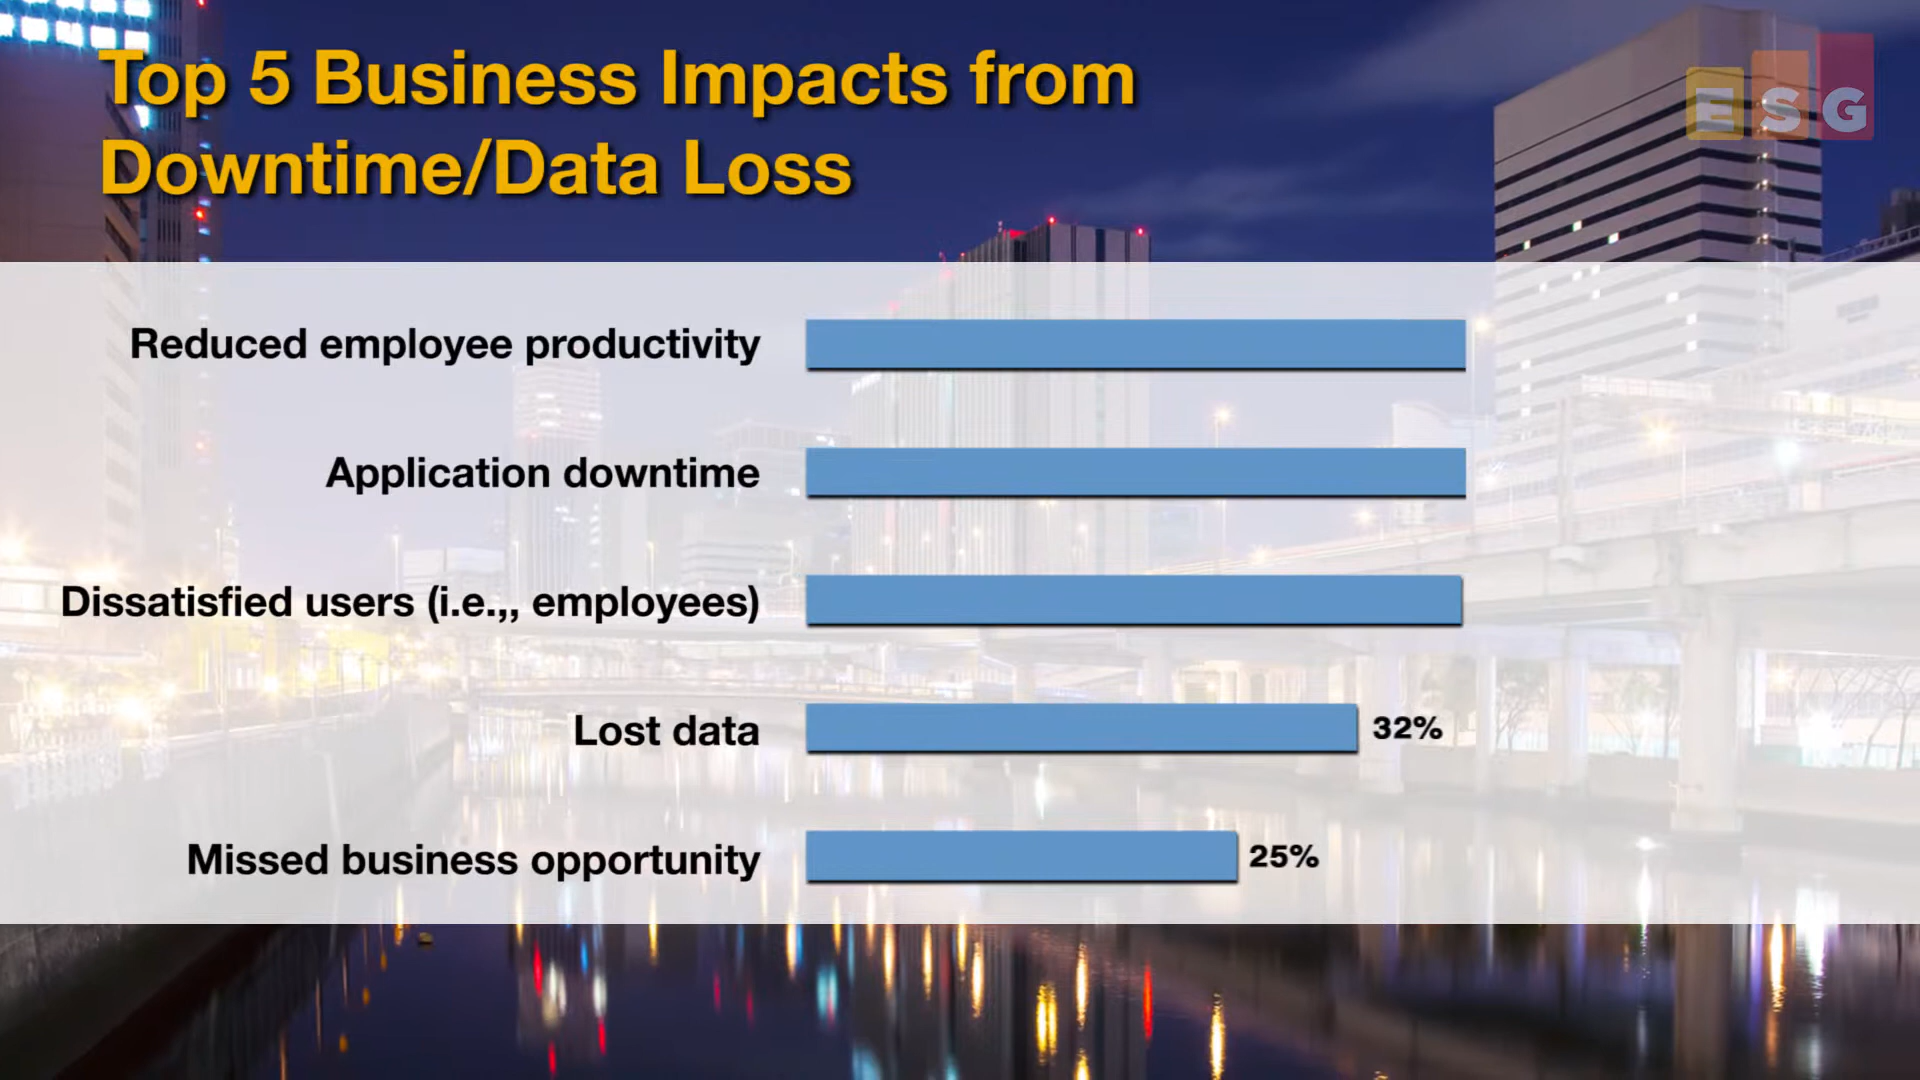 Top 5 Business Impacts from
Downtime/Data Loss
ESG
Reduced employee productivity
Application downtime
Dissatisfied users (i.e.,, employees)
Lost data 32%
Missed business opportunity 25%